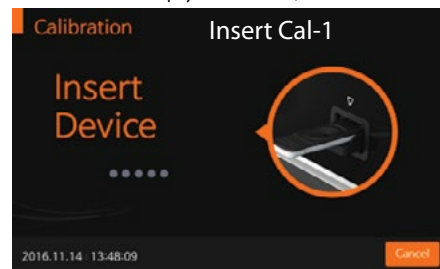 Calibration
Insert Cal-1
Insert
Device
2016.11.14 13:48:09
Cancel